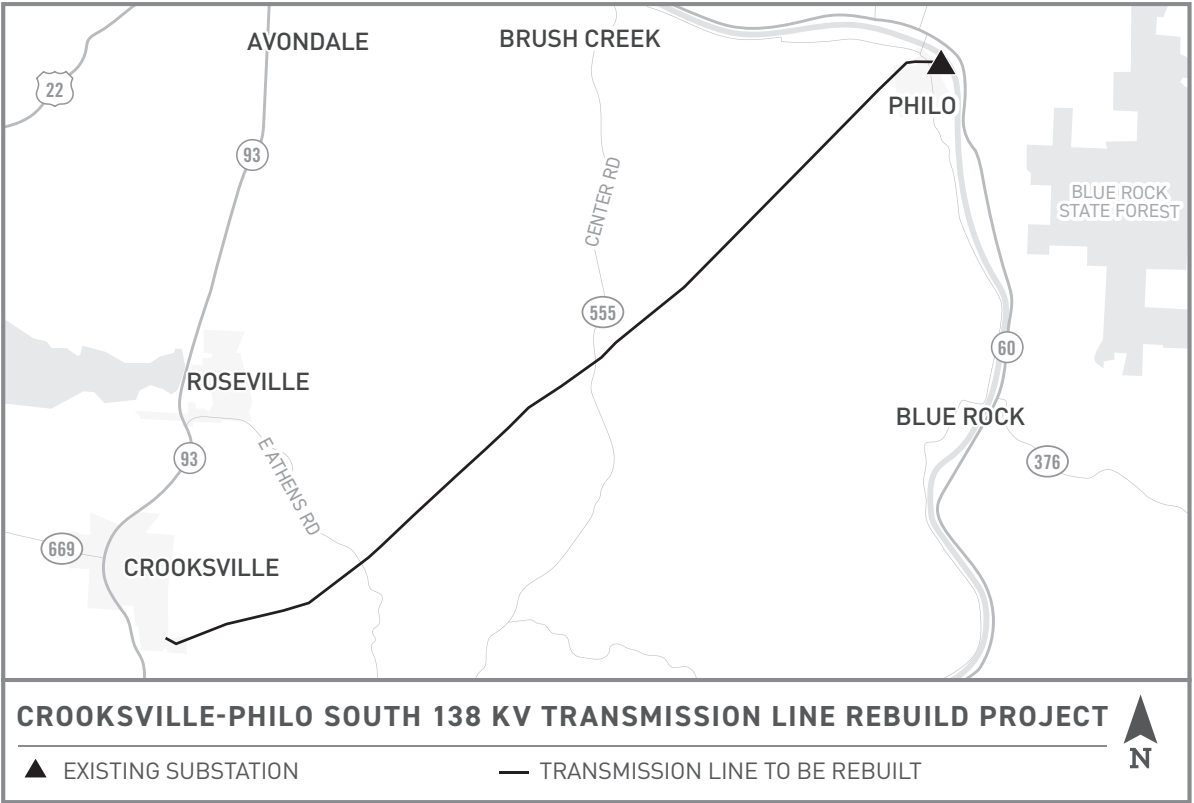 AVONDALE
BRUSH CREEK
22
PHILO
93
CENTER RD
BLUE ROCK
STATE FOREST
555
60
ROSEVILLE
BLUE ROCK
E ATHENS RD
93
376
669
CROOKSVILLE
CROOKSVILLE-PHILO SOUTH 138 KV TRANSMISSION LINE REBUILD PROJECT
N
EXISTING SUBSTATION
TRANSMISSION LINE TO BE REBUILT